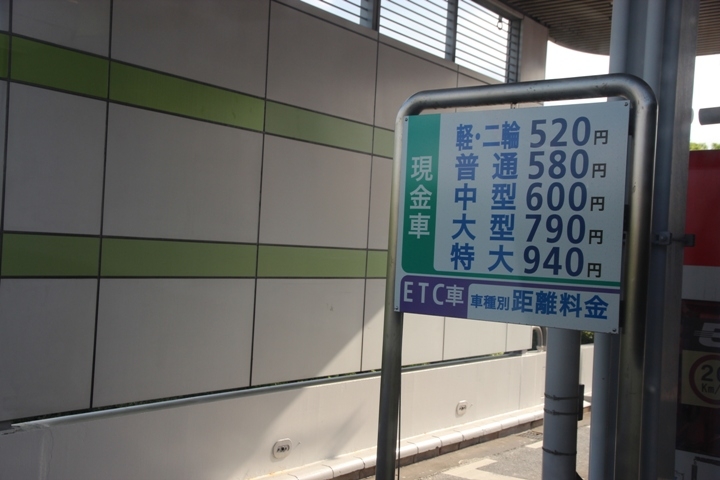 現金車
軽・二輪 520円
普通 580円
中型 600円
大型 790円
特大 940円
ETC車 車種別 距離料金